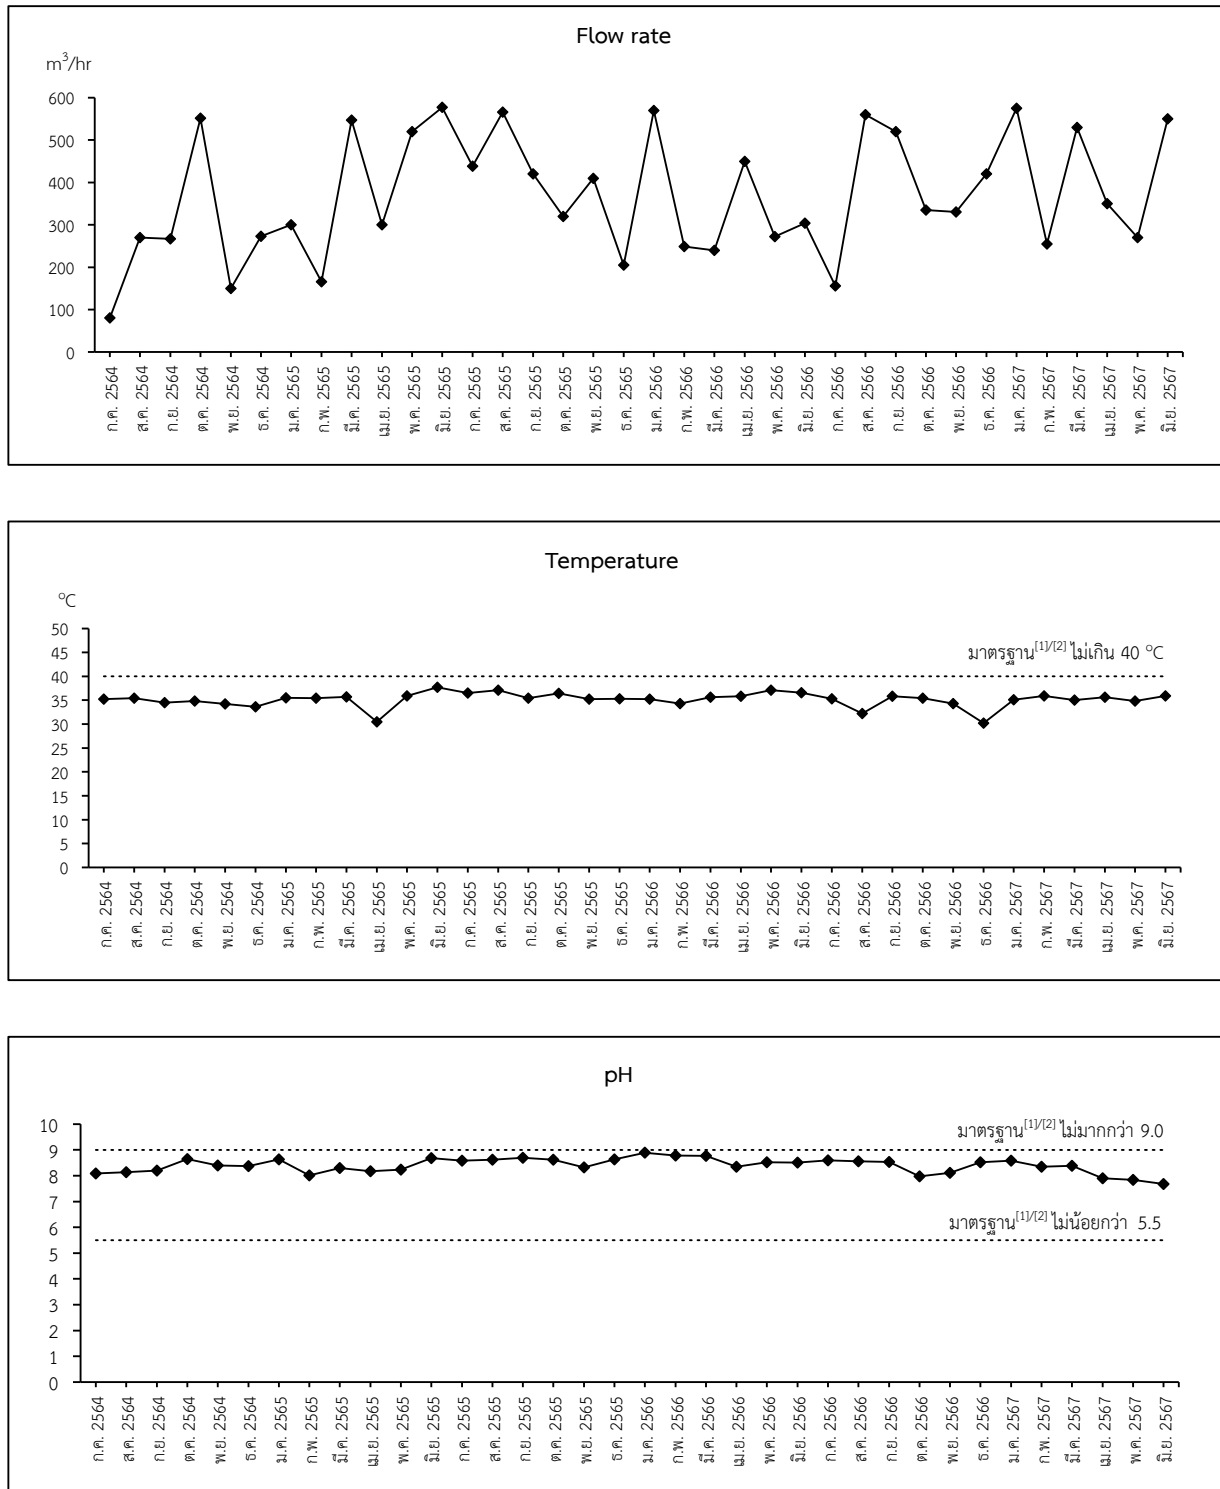 Flow rate
m³/hr
600
500
400
300
200
100
0
ก.ค. 2564
ส.ค. 2564
ก.ย. 2564
ต.ค. 2564
พ.ย. 2564
ธ.ค. 2564
ม.ค. 2565
ก.พ. 2565
มี.ค. 2565
เม.ย. 2565
พ.ค. 2565
มิ.ย. 2565
ก.ค. 2565
ส.ค. 2565
ก.ย. 2565
ต.ค. 2565
พ.ย. 2565
ธ.ค. 2565
ม.ค. 2566
ก.พ. 2566
มี.ค. 2566
เม.ย. 2566
พ.ค. 2566
มิ.ย. 2566
ก.ค. 2566
ส.ค. 2566
ก.ย. 2566
ต.ค. 2566
พ.ย. 2566
ธ.ค. 2566
ม.ค. 2567
ก.พ. 2567
มี.ค. 2567
เม.ย. 2567
พ.ค. 2567
มิ.ย. 2567
Temperature
°C
50
45
40
35
30
25
20
15
10
5
0
มาตรฐาน[1]/[2] ไม่เกิน 40 °C
ก.ค. 2564
ส.ค. 2564
ก.ย. 2564
ต.ค. 2564
พ.ย. 2564
ธ.ค. 2564
ม.ค. 2565
ก.พ. 2565
มี.ค. 2565
เม.ย. 2565
พ.ค. 2565
มิ.ย. 2565
ก.ค. 2565
ส.ค. 2565
ก.ย. 2565
ต.ค. 2565
พ.ย. 2565
ธ.ค. 2565
ม.ค. 2566
ก.พ. 2566
มี.ค. 2566
เม.ย. 2566
พ.ค. 2566
มิ.ย. 2566
ก.ค. 2566
ส.ค. 2566
ก.ย. 2566
ต.ค. 2566
พ.ย. 2566
ธ.ค. 2566
ม.ค. 2567
ก.พ. 2567
มี.ค. 2567
เม.ย. 2567
พ.ค. 2567
มิ.ย. 2567
pH
10
9
8
7
6
5
4
3
2
1
0
มาตรฐาน[1]/[2] ไม่มากกว่า 9.0
มาตรฐาน[1]/[2] ไม่น้อยกว่า 5.5
ก.ค. 2564
ส.ค. 2564
ก.ย. 2564
ต.ค. 2564
พ.ย. 2564
ธ.ค. 2564
ม.ค. 2565
ก.พ. 2565
มี.ค. 2565
เม.ย. 2565
พ.ค. 2565
มิ.ย. 2565
ก.ค. 2565
ส.ค. 2565
ก.ย. 2565
ต.ค. 2565
พ.ย. 2565
ธ.ค. 2565
ม.ค. 2566
ก.พ. 2566
มี.ค. 2566
เม.ย. 2566
พ.ค. 2566
มิ.ย. 2566
ก.ค. 2566
ส.ค. 2566
ก.ย. 2566
ต.ค. 2566
พ.ย. 2566
ธ.ค. 2566
ม.ค. 2567
ก.พ. 2567
มี.ค. 2567
เม.ย. 2567
พ.ค. 2567
มิ.ย. 2567